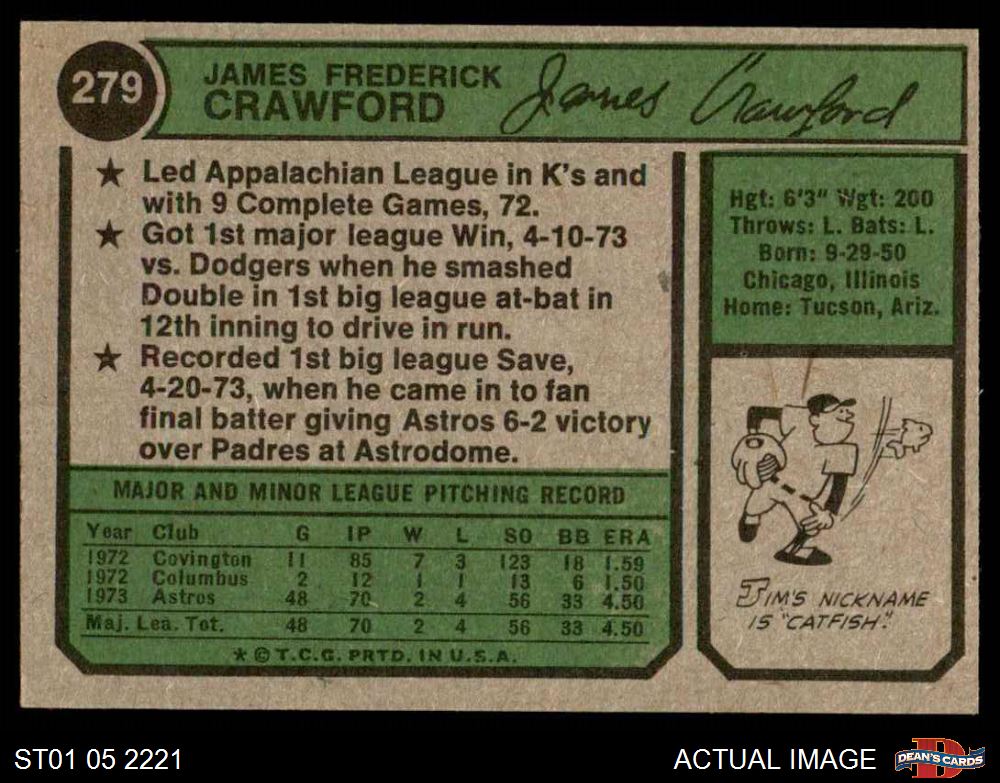 279
JAMES FREDERICK
CRAWFORD
James Crawford
★ Led Appalachian League in K's and
with 9 Complete Games, 72.
★ Got 1st major league Win, 4-10-73
vs. Dodgers when he smashed
Double in 1st big league at-bat in
12th inning to drive in run.
★ Recorded 1st big league Save,
4-20-73, when he came in to fan
final batter giving Astros 6-2 victory
over Padres at Astrodome.
Hgt: 6'3" Wgt: 200
Throws: L. Bats: L.
Born: 9-29-50
Chicago, Illinois
Home: Tucson, Ariz.
MAJOR AND MINOR LEAGUE PITCHING RECORD
Year Club G IP W L SO BB ERA
1972 Covington 11 85 7 3 123 18 1.59
1972 Columbus 2 12 1 1 13 6 1.50
1973 Astros 48 70 2 4 56 33 4.50
Maj. Lea. Tot. 48 70 2 4 56 33 4.50
* © T.C.G. PRTD. IN U.S.A.
JIM'S NICKNAME
IS "CATFISH."
ST01 05 2221
ACTUAL IMAGE
D
DEAN'S CARDS